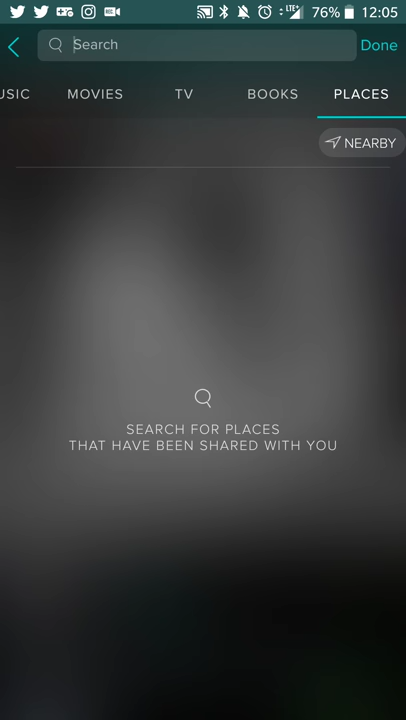 LTE 76% 12:05
Search Done
USIC MOVIES TV BOOKS PLACES
NEARBY
SEARCH FOR PLACES
THAT HAVE BEEN SHARED WITH YOU